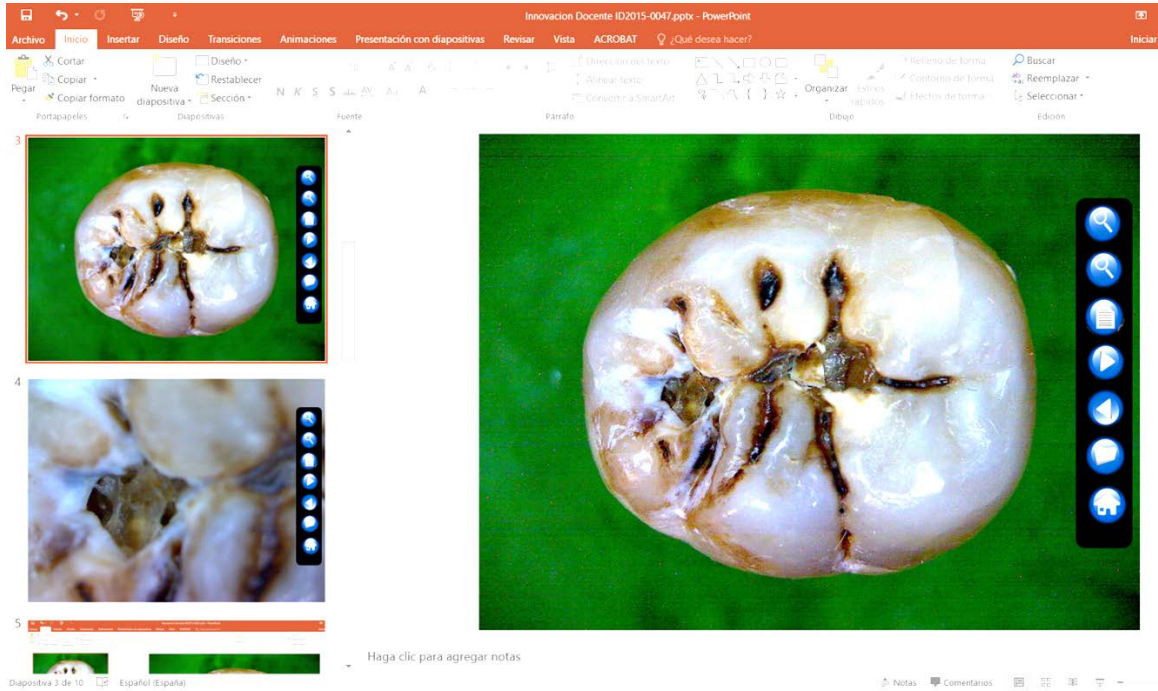 Innovacion Docente ID2015-0047.pptx - PowerPoint
Archivo Inicio Insertar Diseño Transiciones Animaciones Presentación con diapositivas Revisar Vista ACROBAT ¿Qué desea hacer? Iniciar
Pegar
Cortar
Copiar
Copiar formato
Portapapeles
Nueva
diapositiva
Diseño
Restablecer
Sección
Diapositivas
N K S S abc AV Aa A
Fuente
Dirección del texto
Alinear texto
Convertir a SmartArt
Párrafo
Organizar
Estilos
rápidos
Relleno de forma
Contorno de forma
Efectos de forma
Dibujo
Buscar
Reemplazar
Seleccionar
Edición
3
4
5
Haga clic para agregar notas
Diapositiva 3 de 10 Español (España) Notas Comentarios